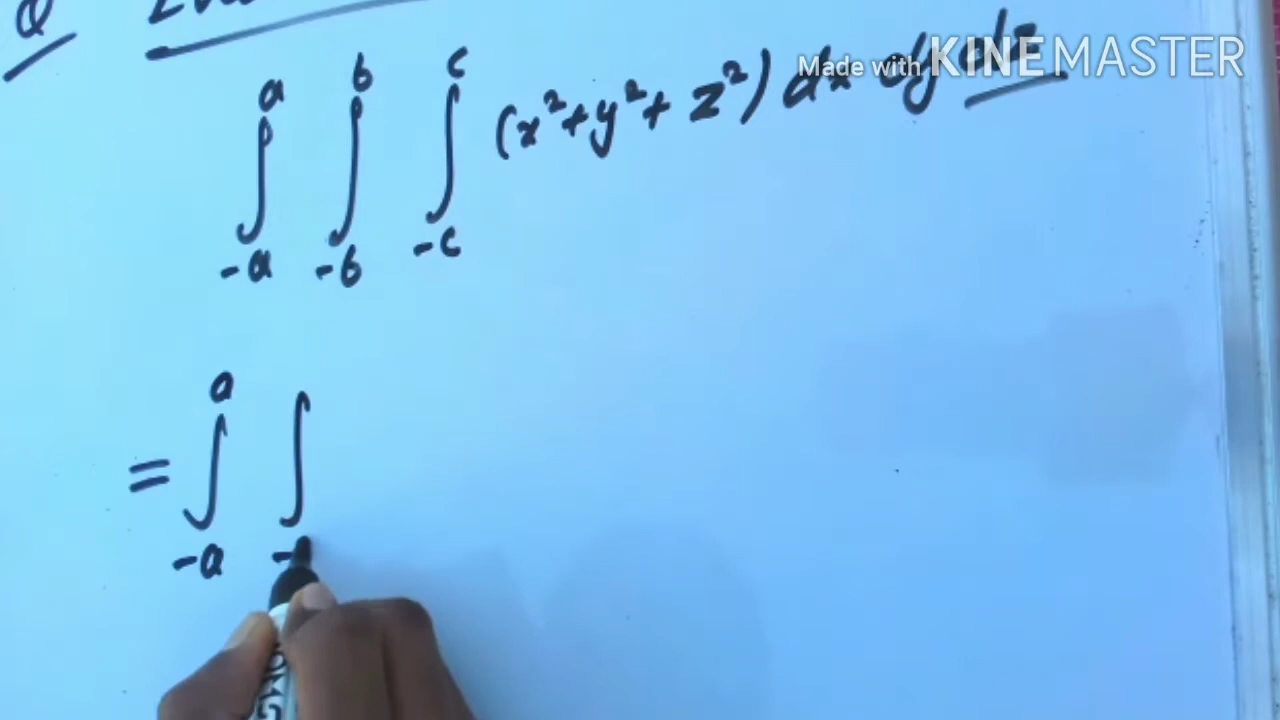 Q
∫_{-a}^{a} ∫_{-b}^{b} ∫_{-c}^{c} (x²+y²+z²) dx dy dz
Made with KINEMASTER
= ∫_{-a}^{a} ∫_{-